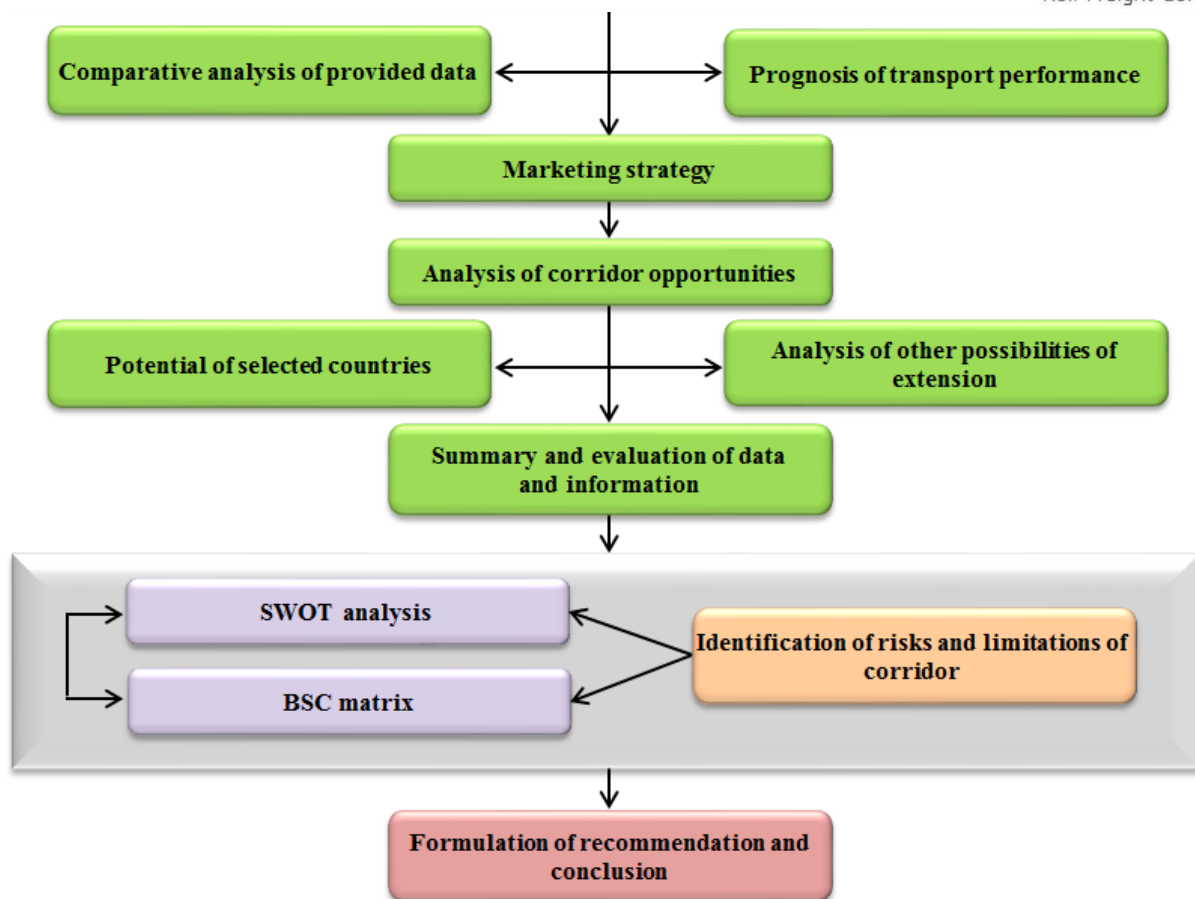 Comparative analysis of provided data
Prognosis of transport performance
Marketing strategy
Analysis of corridor opportunities
Potential of selected countries
Analysis of other possibilities of
extension
Summary and evaluation of data
and information
SWOT analysis
Identification of risks and limitations of
corridor
BSC matrix
Formulation of recommendation and
conclusion